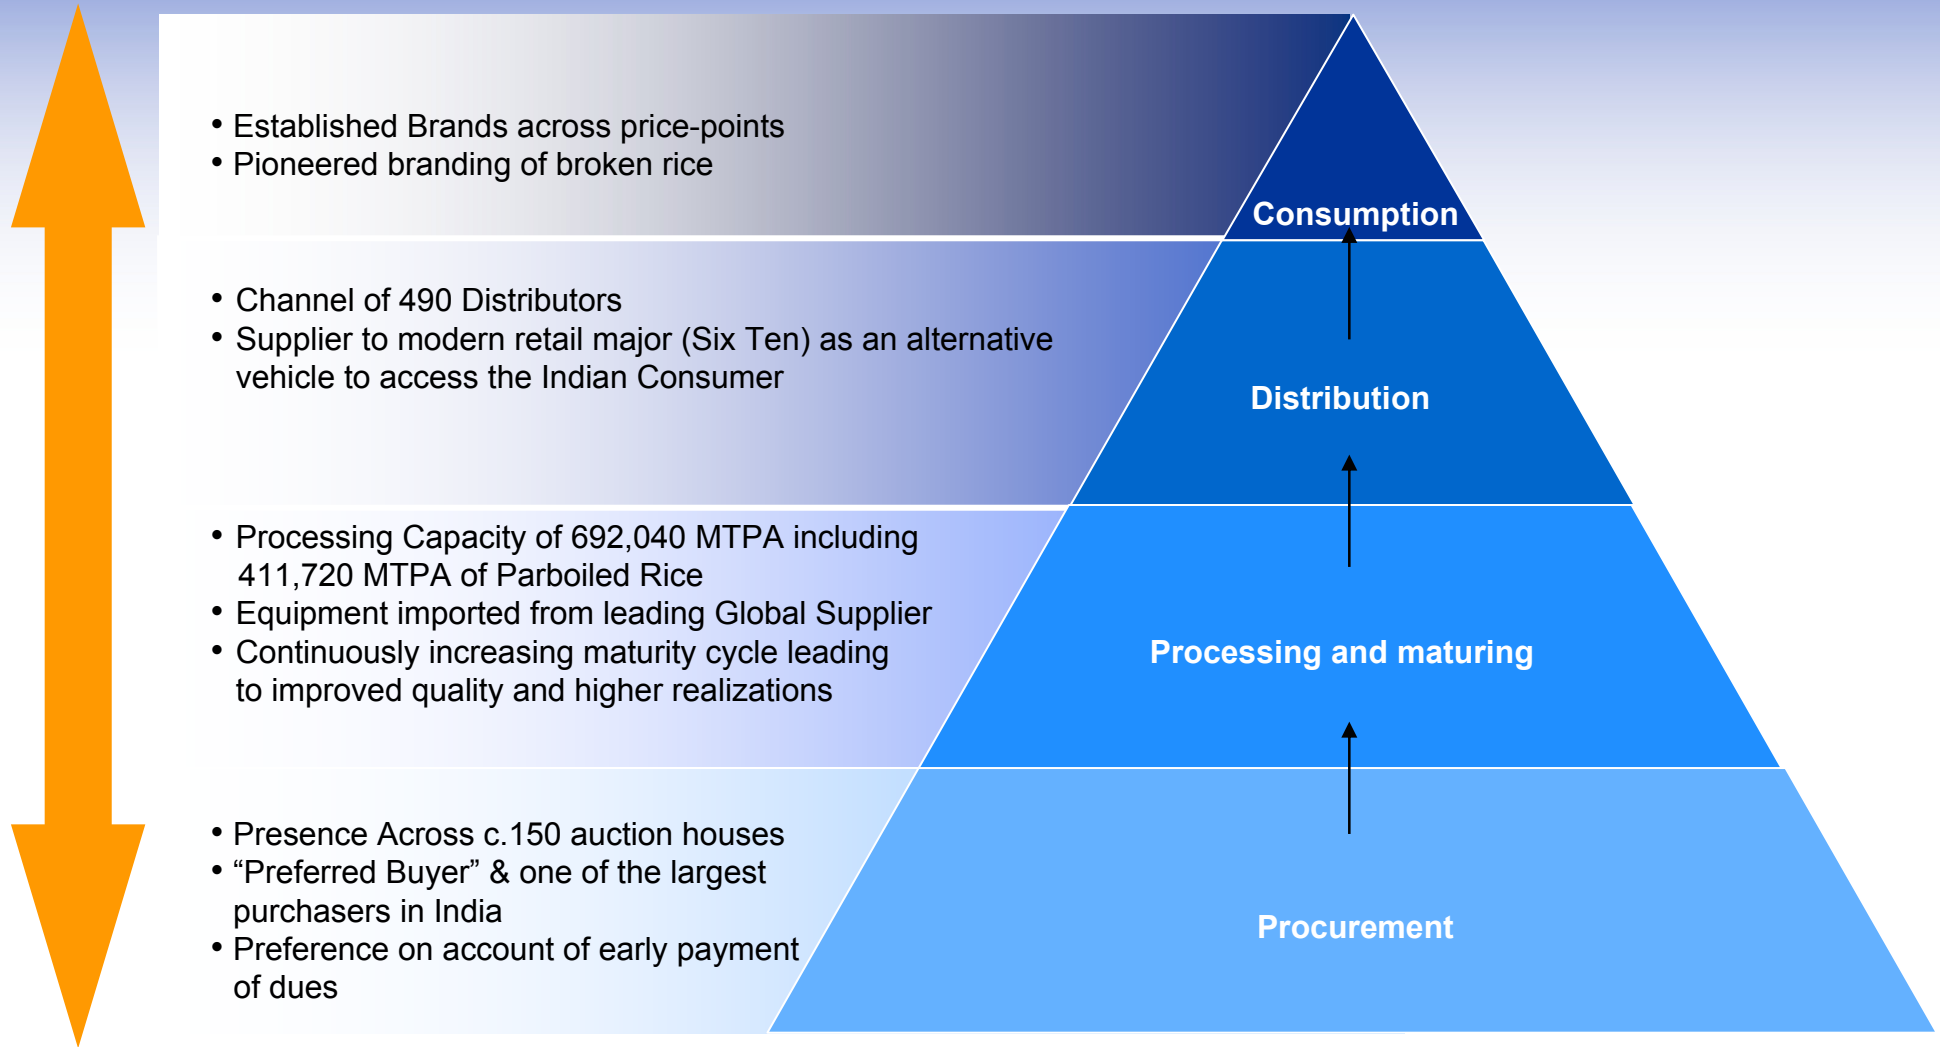 • Established Brands across price-points
• Pioneered branding of broken rice
Consumption
• Channel of 490 Distributors
• Supplier to modern retail major (Six Ten) as an alternative
vehicle to access the Indian Consumer
Distribution
• Processing Capacity of 692,040 MTPA including
411,720 MTPA of Parboiled Rice
• Equipment imported from leading Global Supplier
• Continuously increasing maturity cycle leading
to improved quality and higher realizations
Processing and maturing
• Presence Across c.150 auction houses
• “Preferred Buyer” & one of the largest
purchasers in India
• Preference on account of early payment
of dues
Procurement